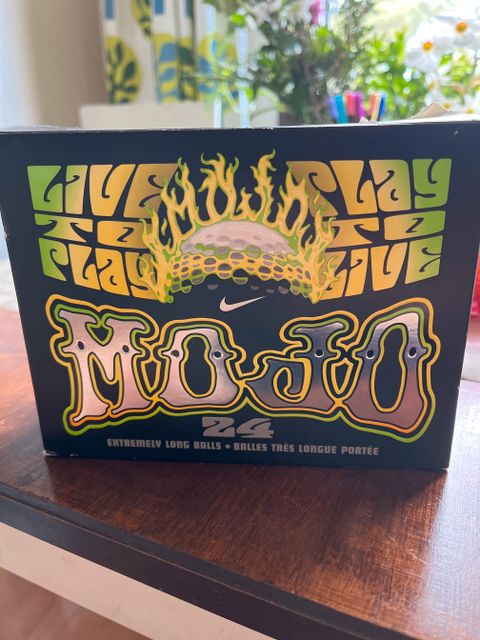 LIVE PLAY
TO TO
PLAY LIVE
MOJO
MOJO
24
EXTREMELY LONG BALLS • BALLES TRÈS LONGUE PORTÉE